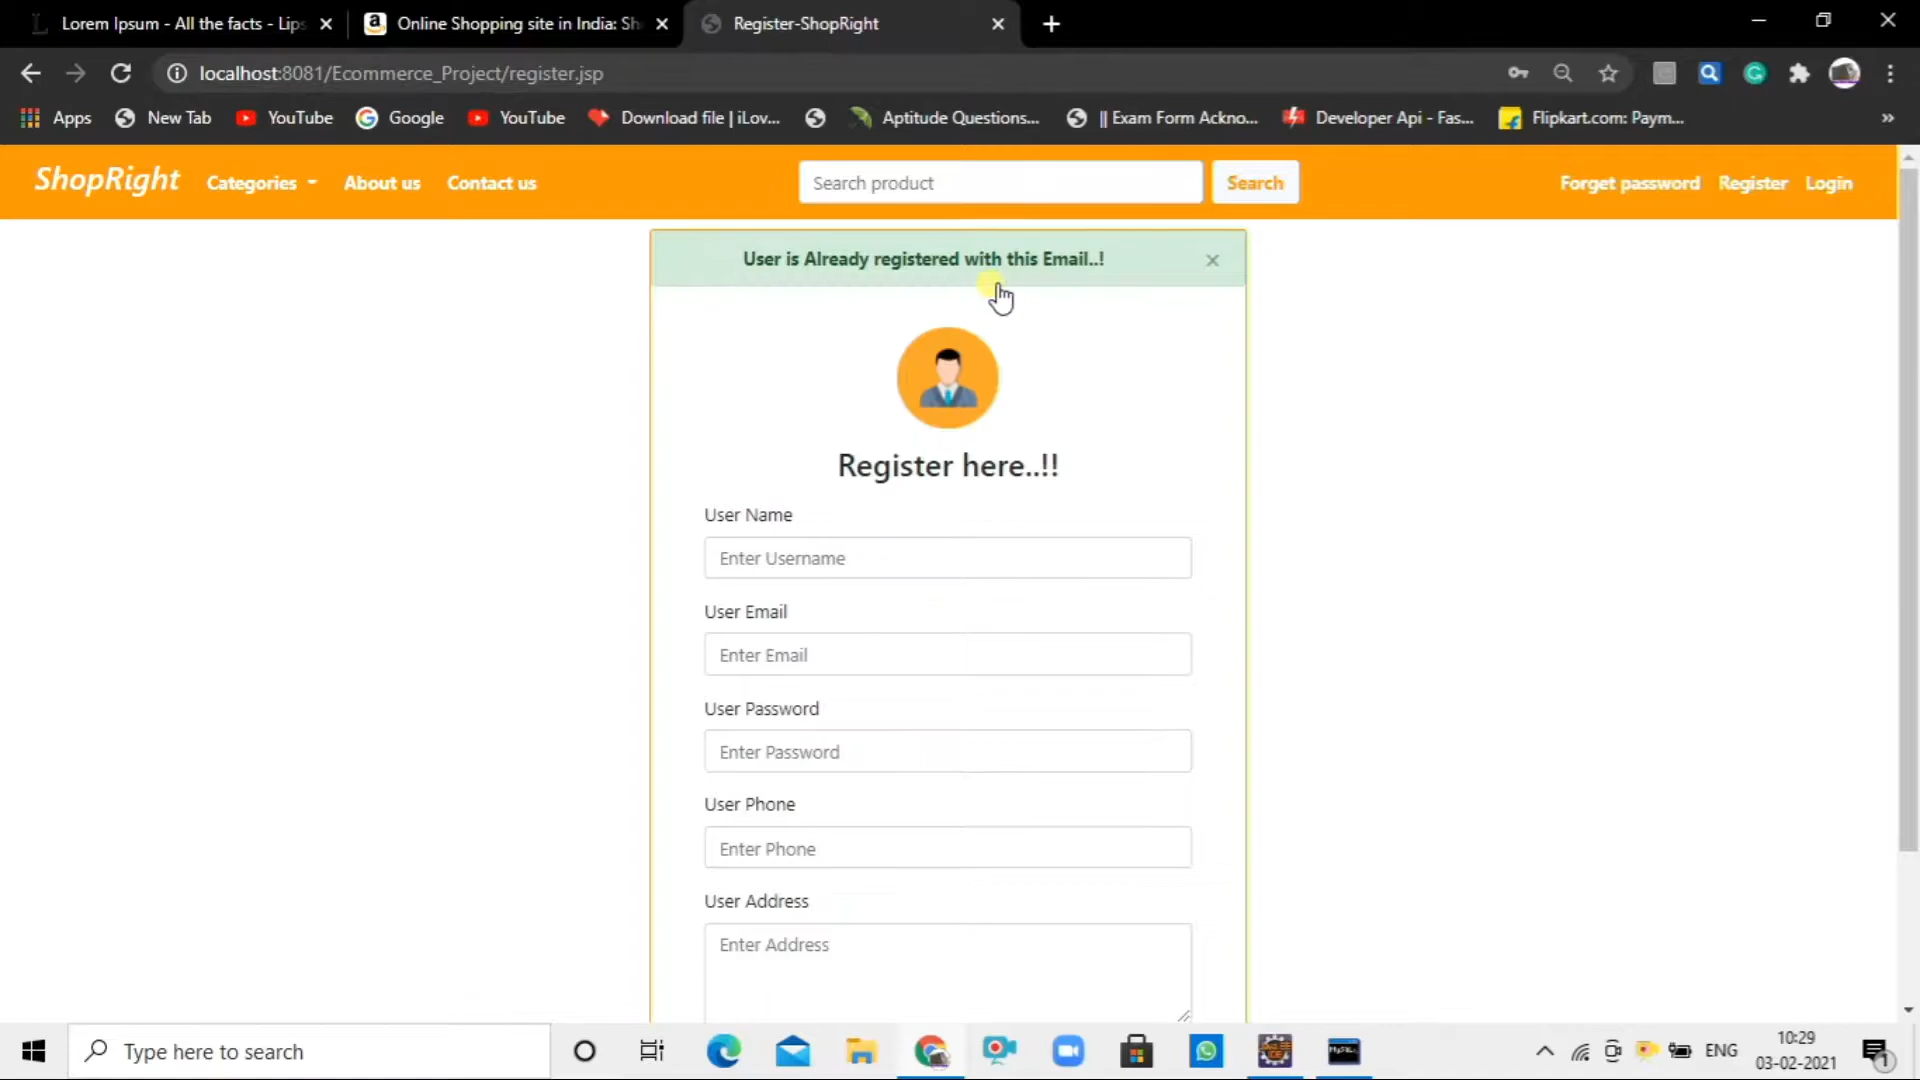 Lorem Ipsum - All the facts - Lips
Online Shopping site in India: Sh
Register-ShopRight
localhost:8081/Ecommerce_Project/register.jsp
Apps
New Tab
YouTube
Google
YouTube
Download file | iLov...
Aptitude Questions...
|| Exam Form Ackno...
Developer Api - Fas...
Flipkart.com: Paym...
»
ShopRight
Categories
About us
Contact us
Search product
Search
Forget password
Register
Login
User is Already registered with this Email..!
Register here..!!
User Name
Enter Username
User Email
Enter Email
User Password
Enter Password
User Phone
Enter Phone
User Address
Enter Address
Type here to search
ENG
10:29
03-02-2021
1